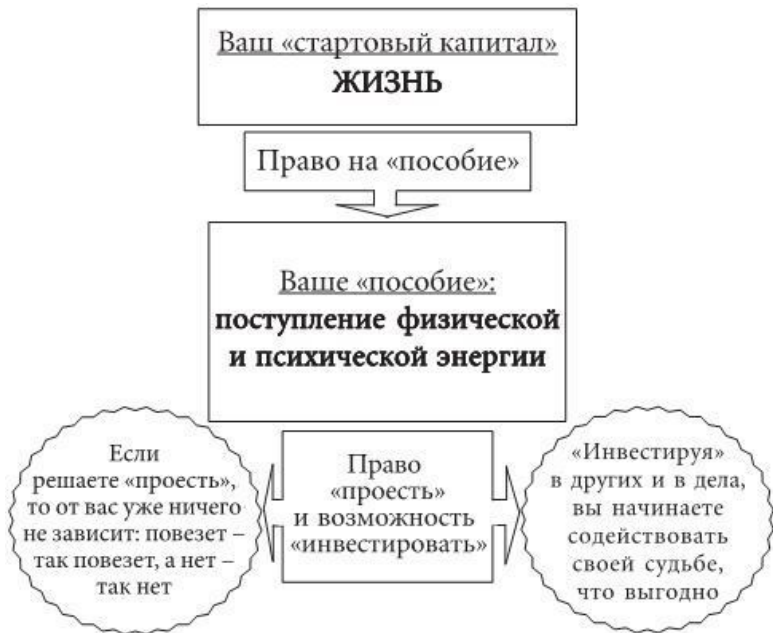 Ваш «стартовый капитал»
ЖИЗНЬ
Право на «пособие»
Ваше «пособие»:
поступление физической
и психической энергии
Если
решаете «проесть»,
то от вас уже ничего
не зависит: повезет –
так повезет, а нет –
так нет
Право
«проесть»
и возможность
«инвестировать»
«Инвестируя»
в других и в дела,
вы начинаете
содействовать
своей судьбе,
что выгодно